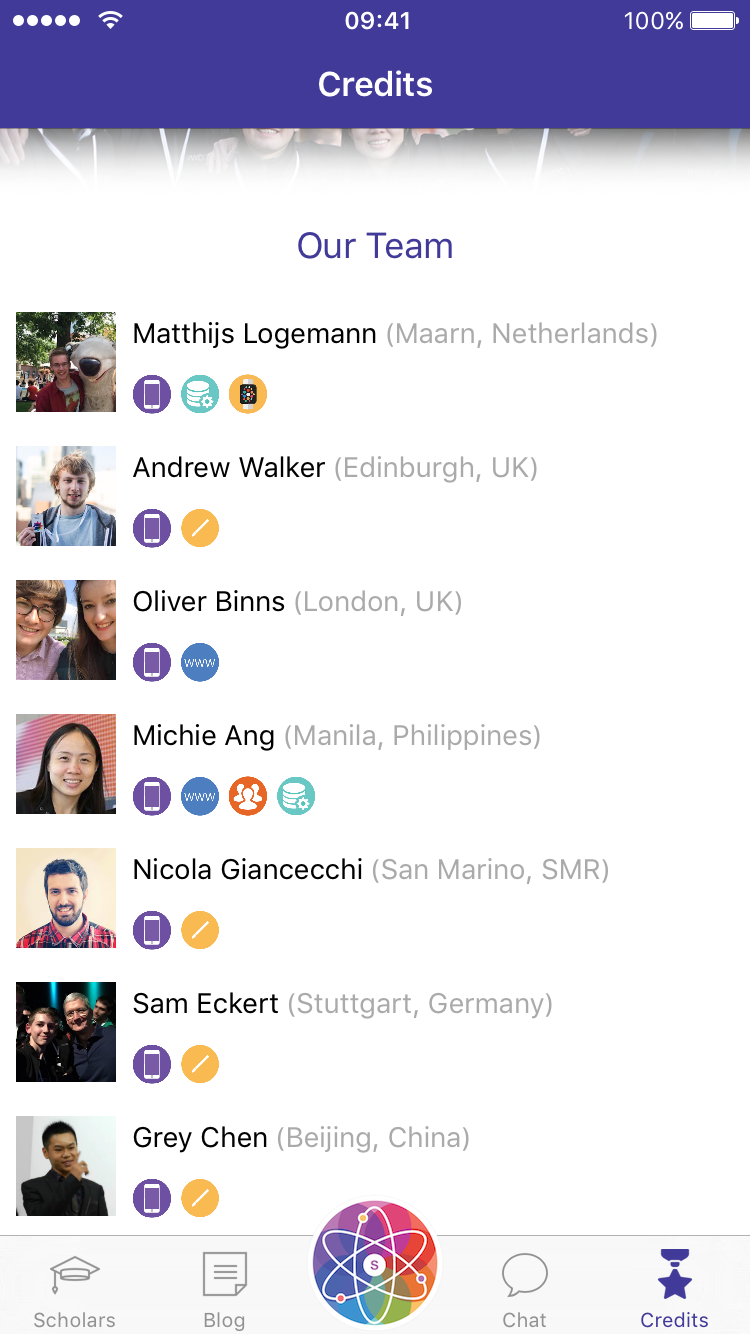 09:41
100%
Credits
Our Team
Matthijs Logemann (Maarn, Netherlands)
Andrew Walker (Edinburgh, UK)
Oliver Binns (London, UK)
www
Michie Ang (Manila, Philippines)
www
Nicola Giancecchi (San Marino, SMR)
Sam Eckert (Stuttgart, Germany)
Grey Chen (Beijing, China)
S
Scholars
Blog
Chat
Credits